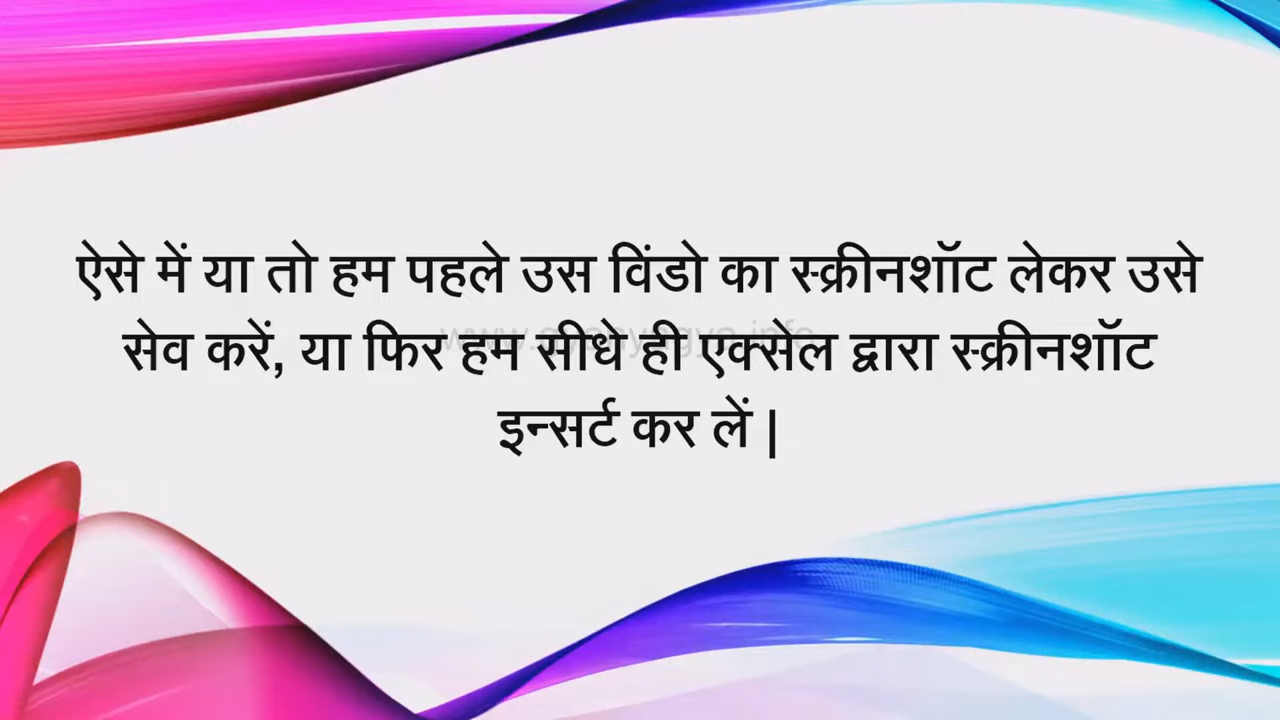 ऐसे में या तो हम पहले उस विंडो का स्क्रीनशॉट लेकर उसे
सेव करें, या फिर हम सीधे ही एक्सेल द्वारा स्क्रीनशॉट
इन्सर्ट कर लें |